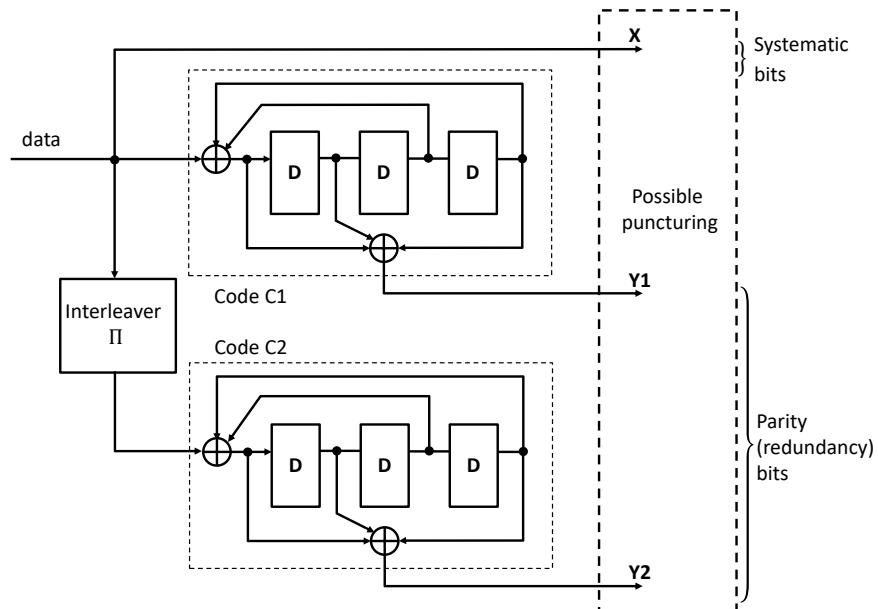 X
Systematic
bits
data
D
D
D
Possible
puncturing
Y1
Code C1
Interleaver
Π
Code C2
D
D
D
Parity
(redundancy)
bits
Y2